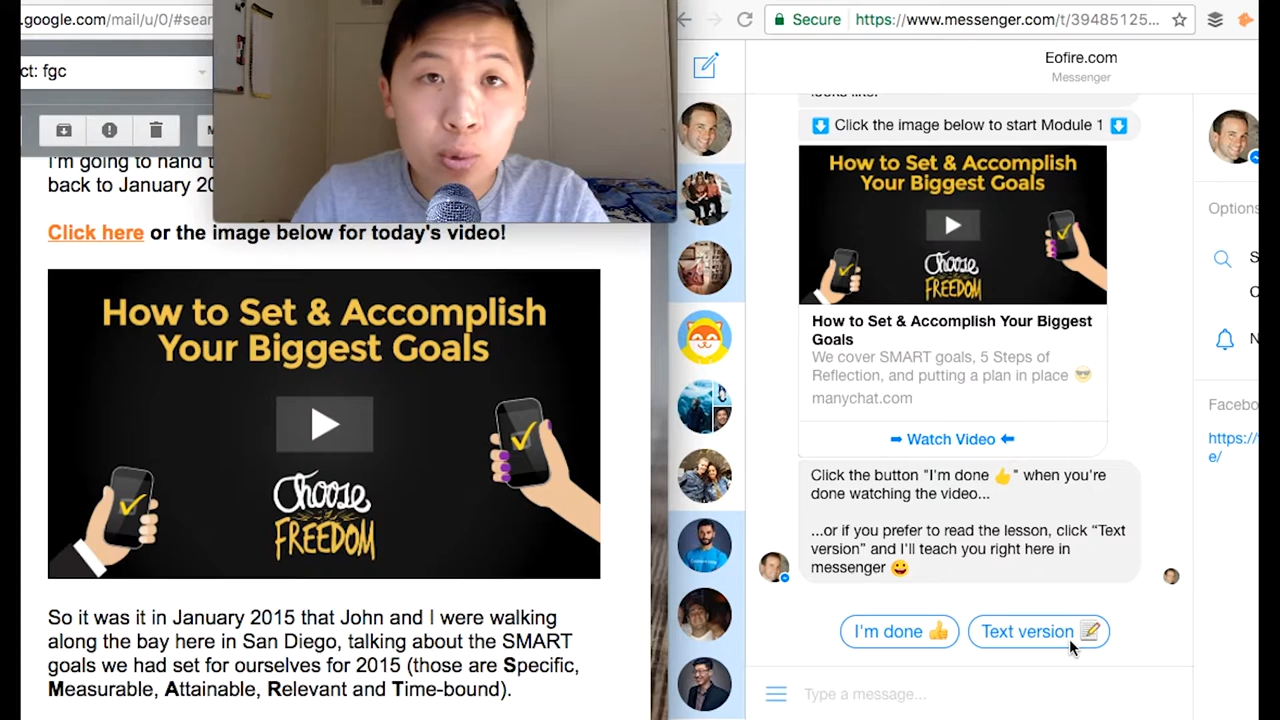 .google.com/mail/u/0/#sear
ct: fgc
I'm going to hand t
back to January 20
Click here or the image below for today's video!
How to Set & Accomplish
Your Biggest Goals
Choose
FREEDOM
So it was it in January 2015 that John and I were walking
along the bay here in San Diego, talking about the SMART
goals we had set for ourselves for 2015 (those are Specific,
Measurable, Attainable, Relevant and Time-bound).
Secure https://www.messenger.com/t/39485125...
Eofire.com
Messenger
looks like.
⬇️ Click the image below to start Module 1 ⬇️
How to Set & Accomplish
Your Biggest Goals
Choose
FREEDOM
How to Set & Accomplish Your Biggest
Goals
We cover SMART goals, 5 Steps of
Reflection, and putting a plan in place 😎
manychat.com
➡ Watch Video ⬅
Click the button "I'm done 👍" when you're
done watching the video...
...or if you prefer to read the lesson, click “Text
version” and I'll teach you right here in
messenger 😀
I'm done 👍
Text version 📝
Type a message...
Options
S
C
N
Facebo
https://
e/